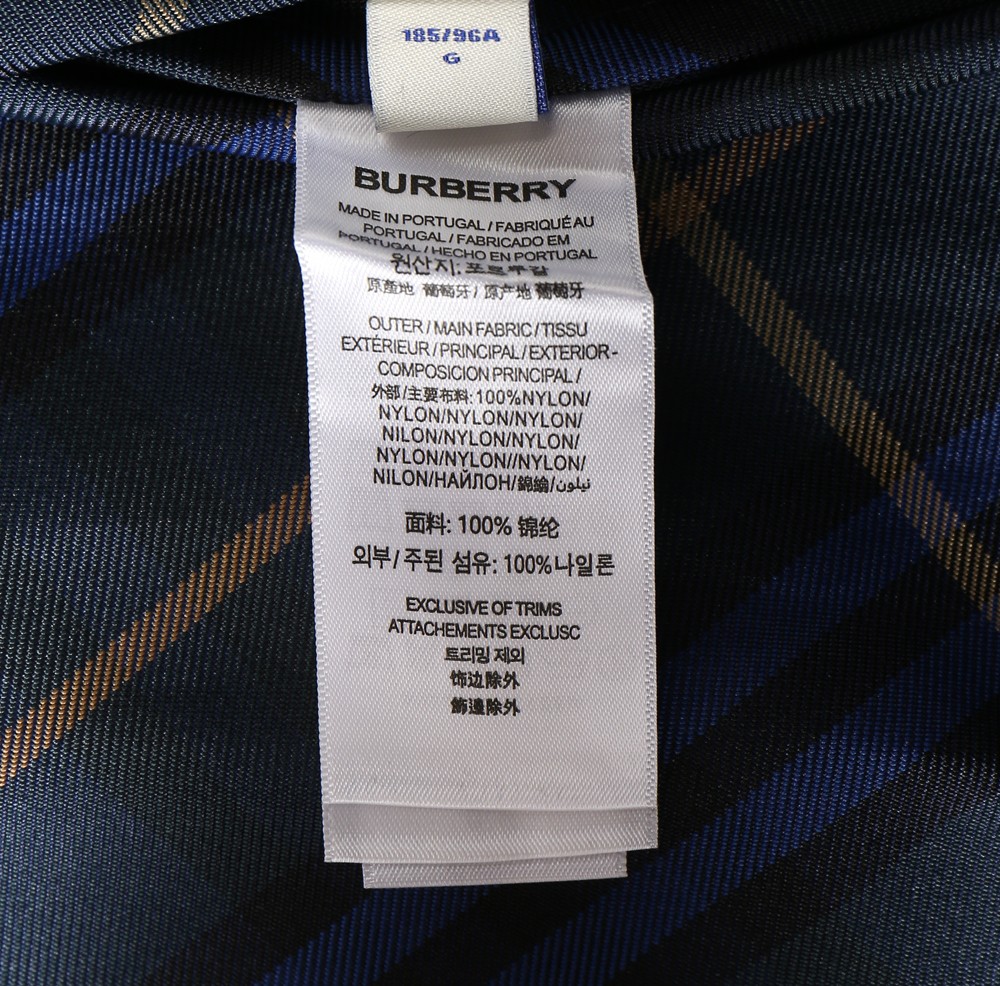 185/96A
G
BURBERRY
MADE IN PORTUGAL / FABRIQUÉ AU
PORTUGAL / FABRICADO EM
PORTUGAL / HECHO EN PORTUGAL
원산지: 포르투갈
原產地 葡萄牙 / 原产地 葡萄牙
OUTER / MAIN FABRIC / TISSU
EXTÉRIEUR / PRINCIPAL / EXTERIOR-
COMPOSICION PRINCIPAL /
外部 /主要布料: 100%NYLON/
NYLON/NYLON/NYLON/
NILON/NYLON/NYLON/
NYLON/NYLON//NYLON/
NILON/НАЙЛОН/錦綸/نيلون
面料: 100% 锦纶
외부/ 주된 섬유: 100%나일론
EXCLUSIVE OF TRIMS
ATTACHEMENTS EXCLUSC
트리밍 제외
饰边除外
飾邊除外